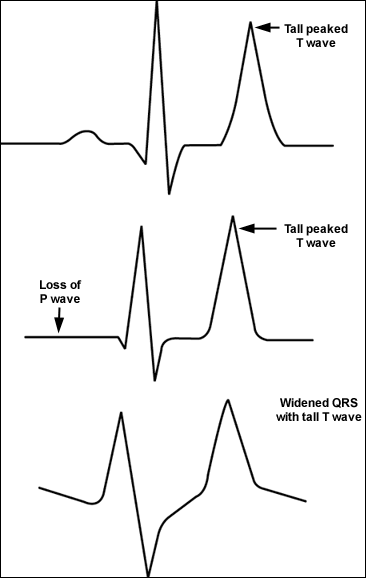 Tall peaked
T wave
Tall peaked
T wave
Loss of
P wave
Widened QRS
with tall T wave